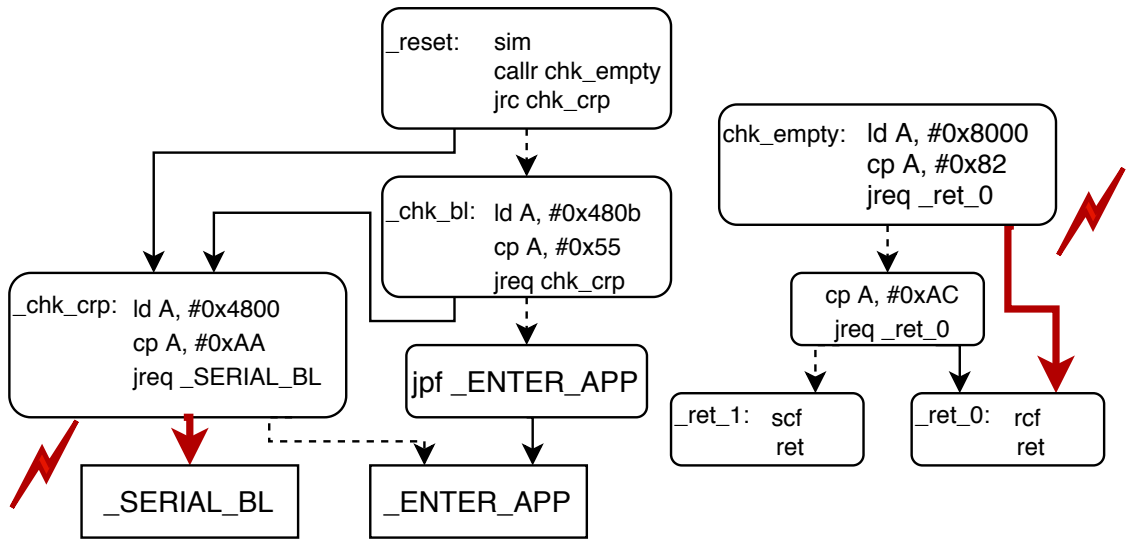 _reset: sim
callr chk_empty
jrc chk_crp
_chk_bl: ld A, #0x480b
cp A, #0x55
jreq chk_crp
_chk_crp: ld A, #0x4800
cp A, #0xAA
jreq _SERIAL_BL
jpf _ENTER_APP
_SERIAL_BL
_ENTER_APP
chk_empty: ld A, #0x8000
cp A, #0x82
jreq _ret_0
cp A, #0xAC
jreq _ret_0
_ret_1: scf
ret
_ret_0: rcf
ret